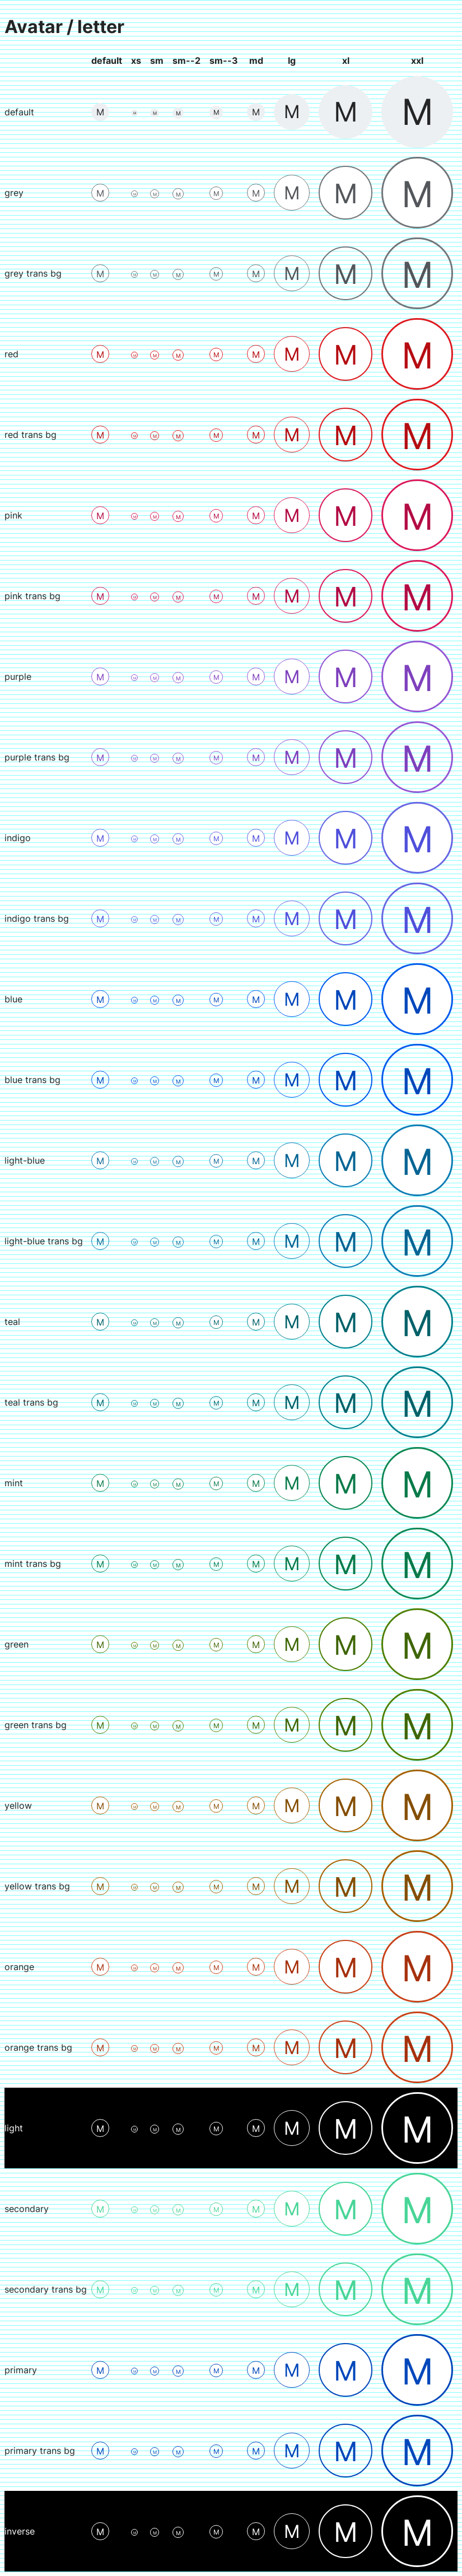 Avatar / letter
default xs sm sm--2 sm--3 md lg xl xxl
default M M M M M M M M M
grey M M M M M M M M M
grey trans bg M M M M M M M M M
red M M M M M M M M M
red trans bg M M M M M M M M M
pink M M M M M M M M M
pink trans bg M M M M M M M M M
purple M M M M M M M M M
purple trans bg M M M M M M M M M
indigo M M M M M M M M M
indigo trans bg M M M M M M M M M
blue M M M M M M M M M
blue trans bg M M M M M M M M M
light-blue M M M M M M M M M
light-blue trans bg M M M M M M M M M
teal M M M M M M M M M
teal trans bg M M M M M M M M M
mint M M M M M M M M M
mint trans bg M M M M M M M M M
green M M M M M M M M M
green trans bg M M M M M M M M M
yellow M M M M M M M M M
yellow trans bg M M M M M M M M M
orange M M M M M M M M M
orange trans bg M M M M M M M M M
light M M M M M M M M M
secondary M M M M M M M M M
secondary trans bg M M M M M M M M M
primary M M M M M M M M M
primary trans bg M M M M M M M M M
inverse M M M M M M M M M